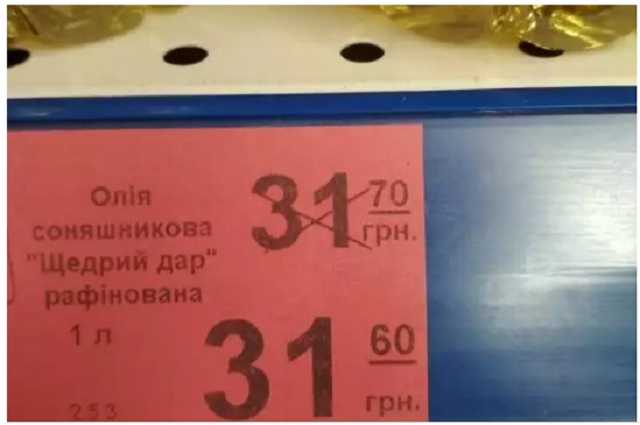 Олія
соняшникова
"Щедрий дар"
рафінована
1 л
253
31 70
грн.
31 60
грн.